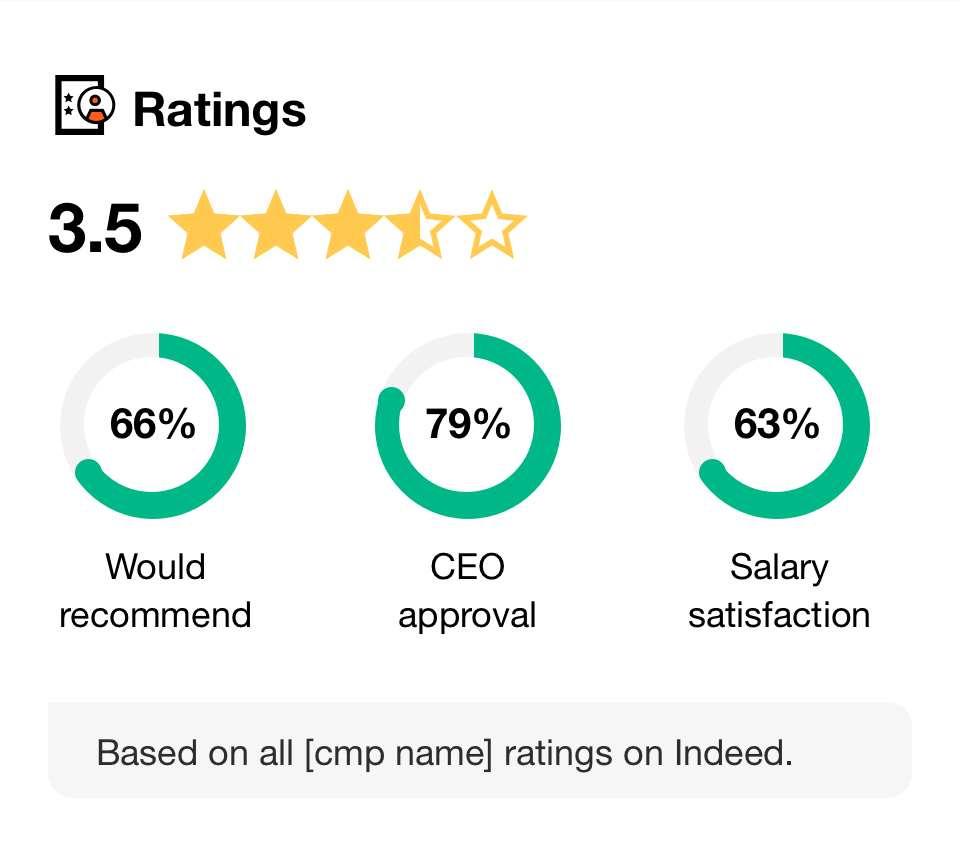 Ratings
3.5
66%
79%
63%
Would
recommend
CEO
approval
Salary
satisfaction
Based on all [cmp name] ratings on Indeed.